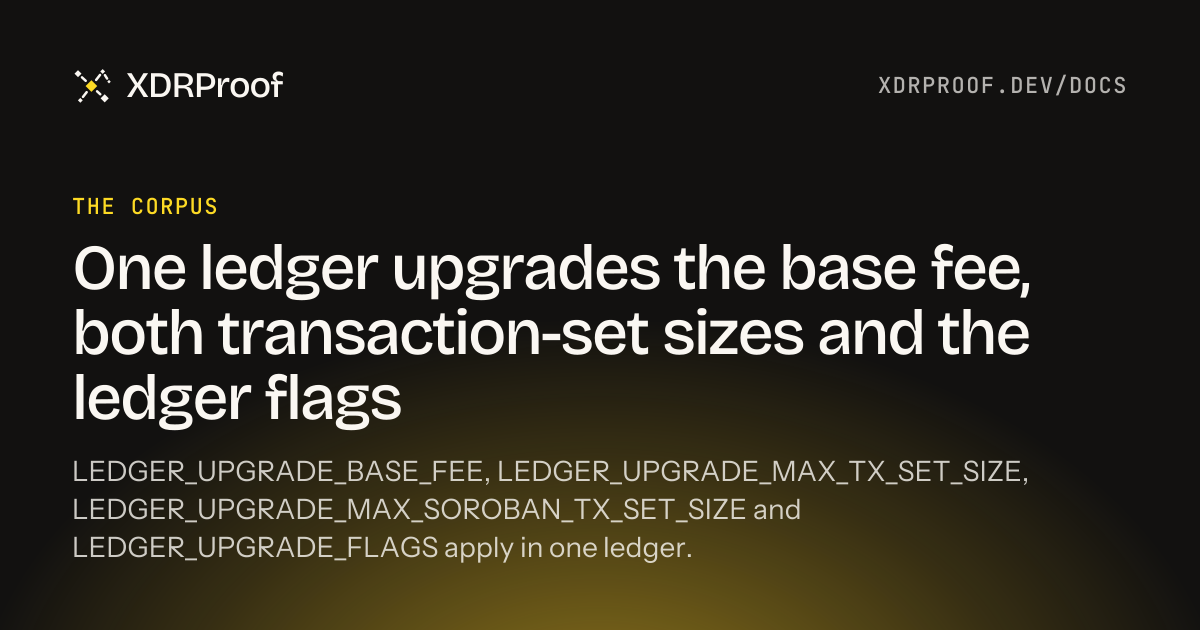 XDRProof
XDRPROOF.DEV/DOCS
THE CORPUS
One ledger upgrades the base fee,
both transaction-set sizes and the
ledger flags
LEDGER_UPGRADE_BASE_FEE, LEDGER_UPGRADE_MAX_TX_SET_SIZE,
LEDGER_UPGRADE_MAX_SOROBAN_TX_SET_SIZE and
LEDGER_UPGRADE_FLAGS apply in one ledger.